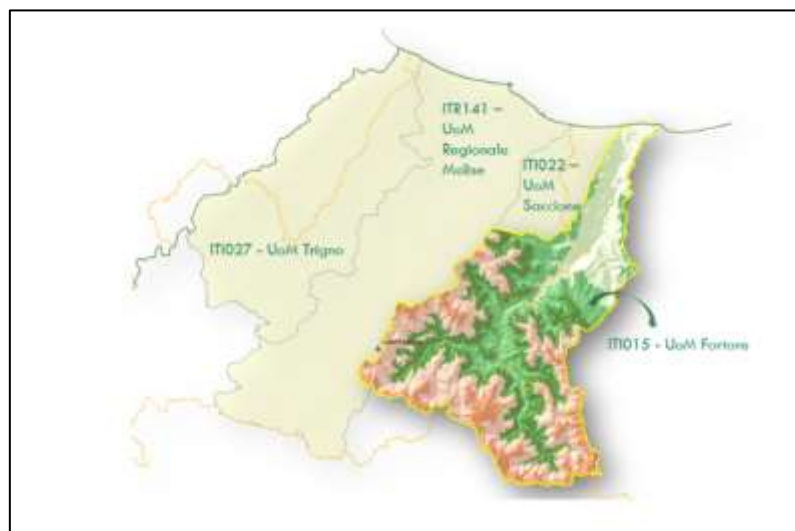 ITR141 –
UoM
Regionale
Molise
ITI022 –
UoM
Saccione
ITI027 - UoM Trigno
ITI015 - UoM Fortore